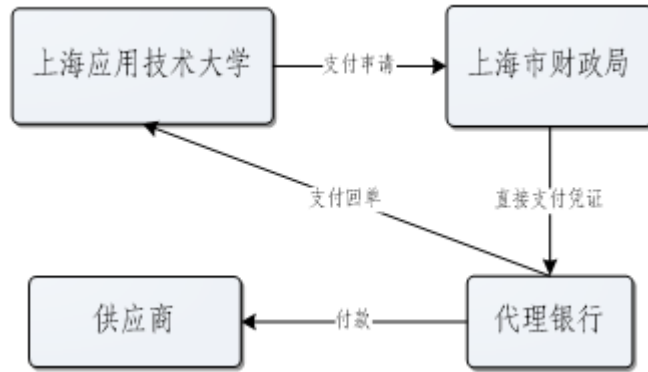 上海应用技术大学
支付申请
上海市财政局
支付回单
直接支付凭证
供应商
付款
代理银行